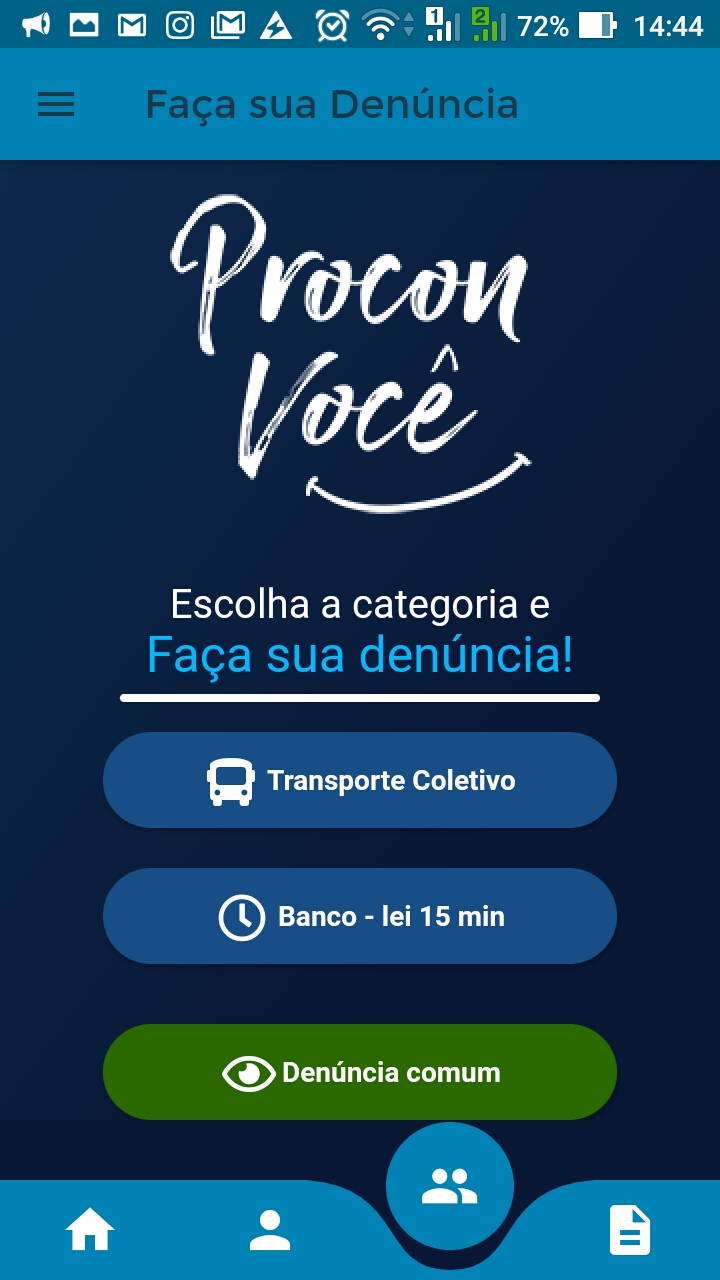 1 2 72% 14:44
Faça sua Denúncia
Procon
Você
Escolha a categoria e
Faça sua denúncia!
Transporte Coletivo
Banco - lei 15 min
Denúncia comum